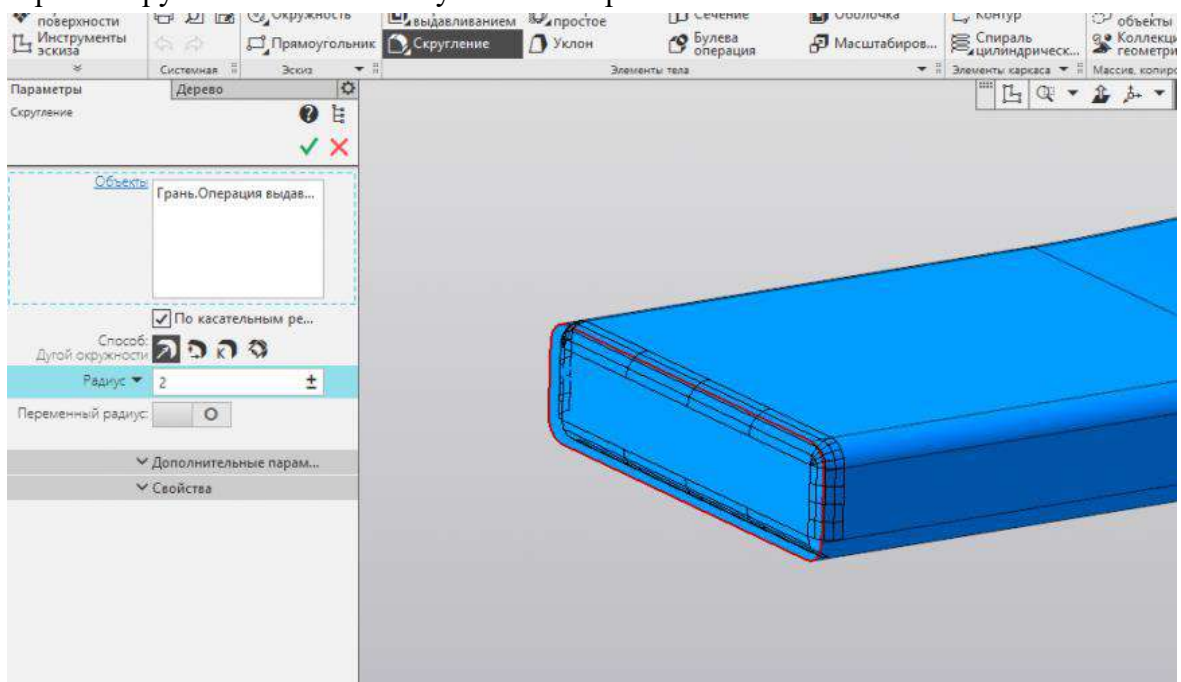 поверхности
Окружность
выдавливанием
простое
Сечение
Оболочка
Контур
объекты
Инструменты
эскиза
Прямоугольник
Скругление
Уклон
Булева
операция
Масштабиров...
Спираль
цилиндрическ...
Коллекц
геометри
Системная
Эскиз
Элементы тела
Элементы каркаса
Массив, копиро
Параметры
Дерево
Скругление
Объекты
Грань.Операция выдав...
По касательным ре...
Способ:
Дугой окружности
Радиус
2
Переменный радиус:
Дополнительные парам...
Свойства